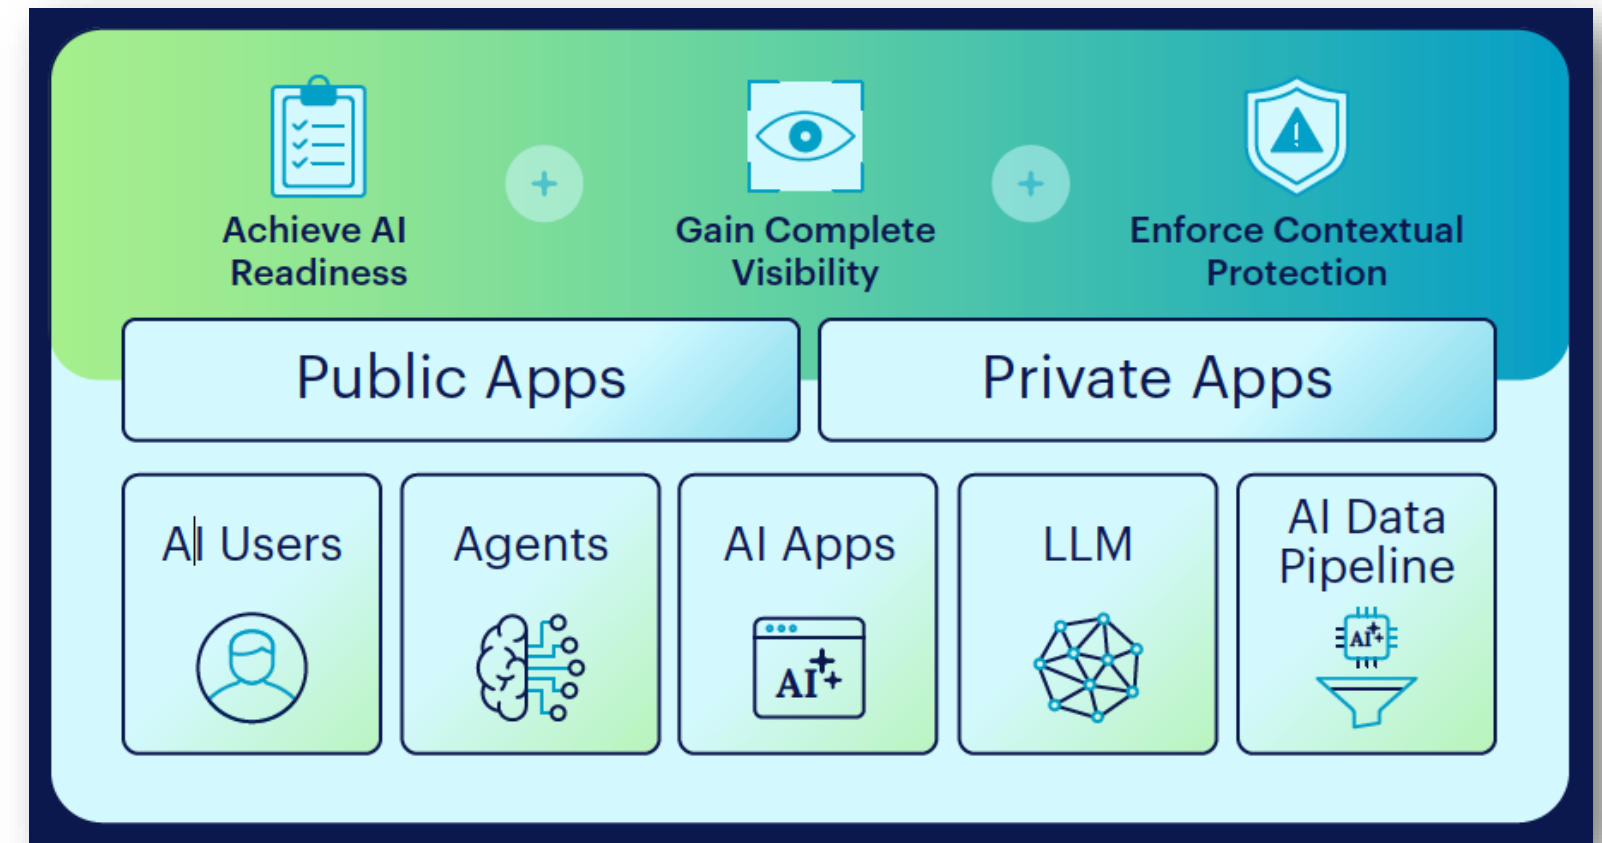 Achieve AI
Readiness
Gain Complete
Visibility
Enforce Contextual
Protection
Public Apps
Private Apps
AI Users
Agents
AI Apps
LLM
AI Data
Pipeline
AI
AI